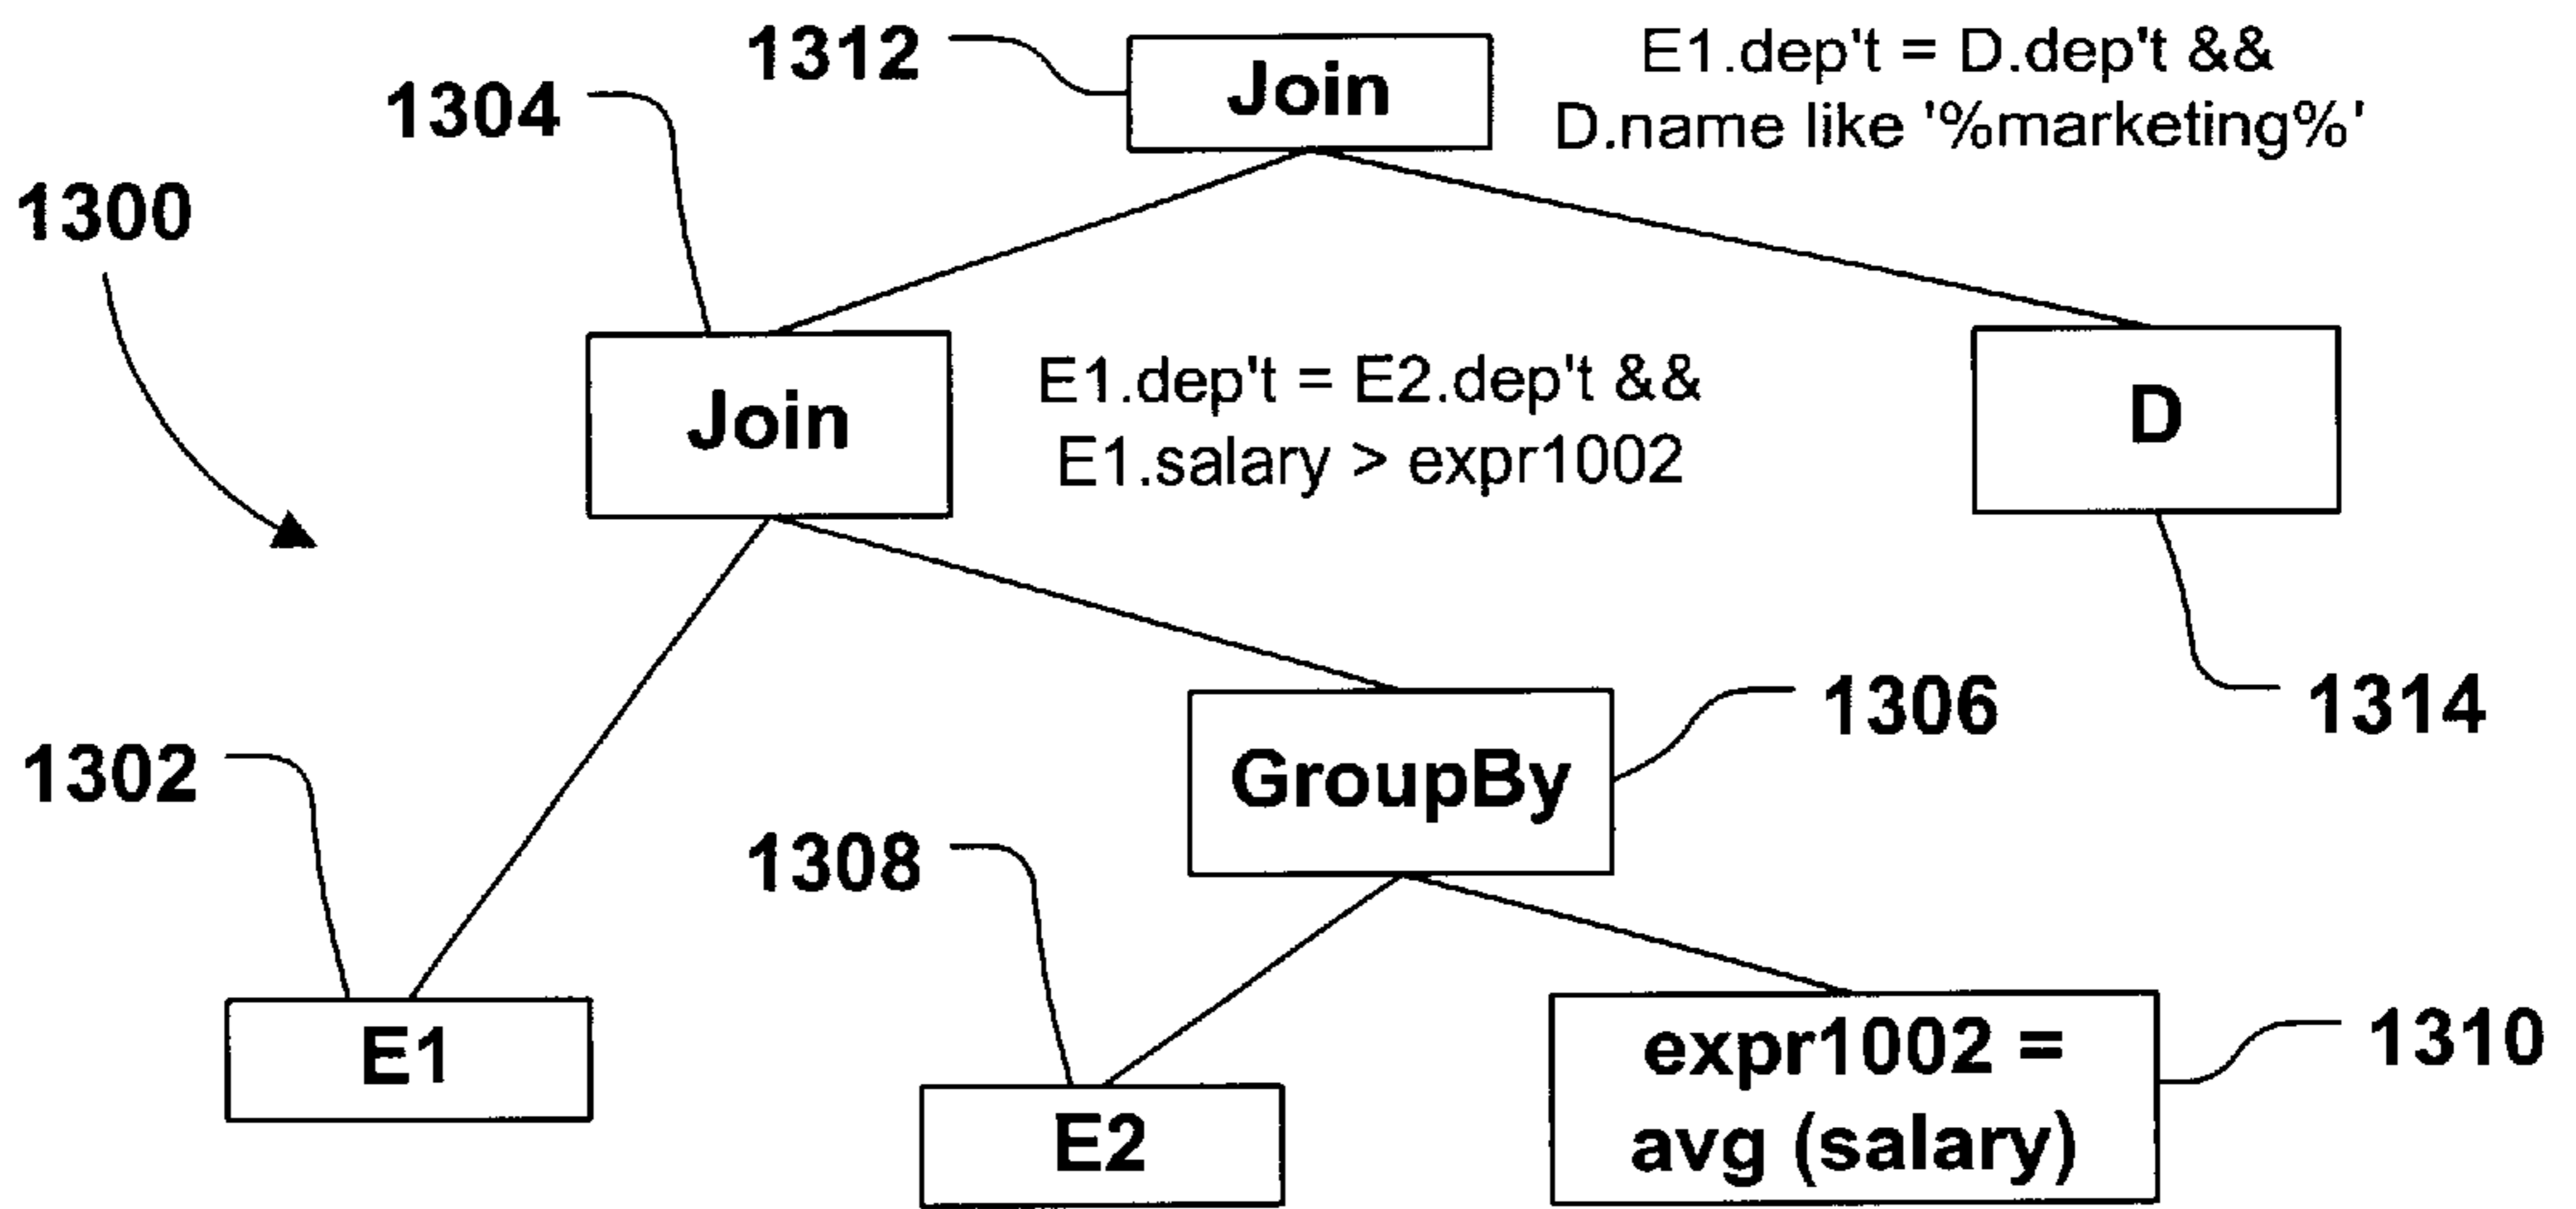 1312
Join
E1.dep't = D.dep't &&
D.name like '%marketing%'
1304
1300
Join
E1.dep't = E2.dep't &&
E1.salary > expr1002
D
1306
1314
GroupBy
1302
1308
E1
E2
expr1002 =
avg (salary)
1310